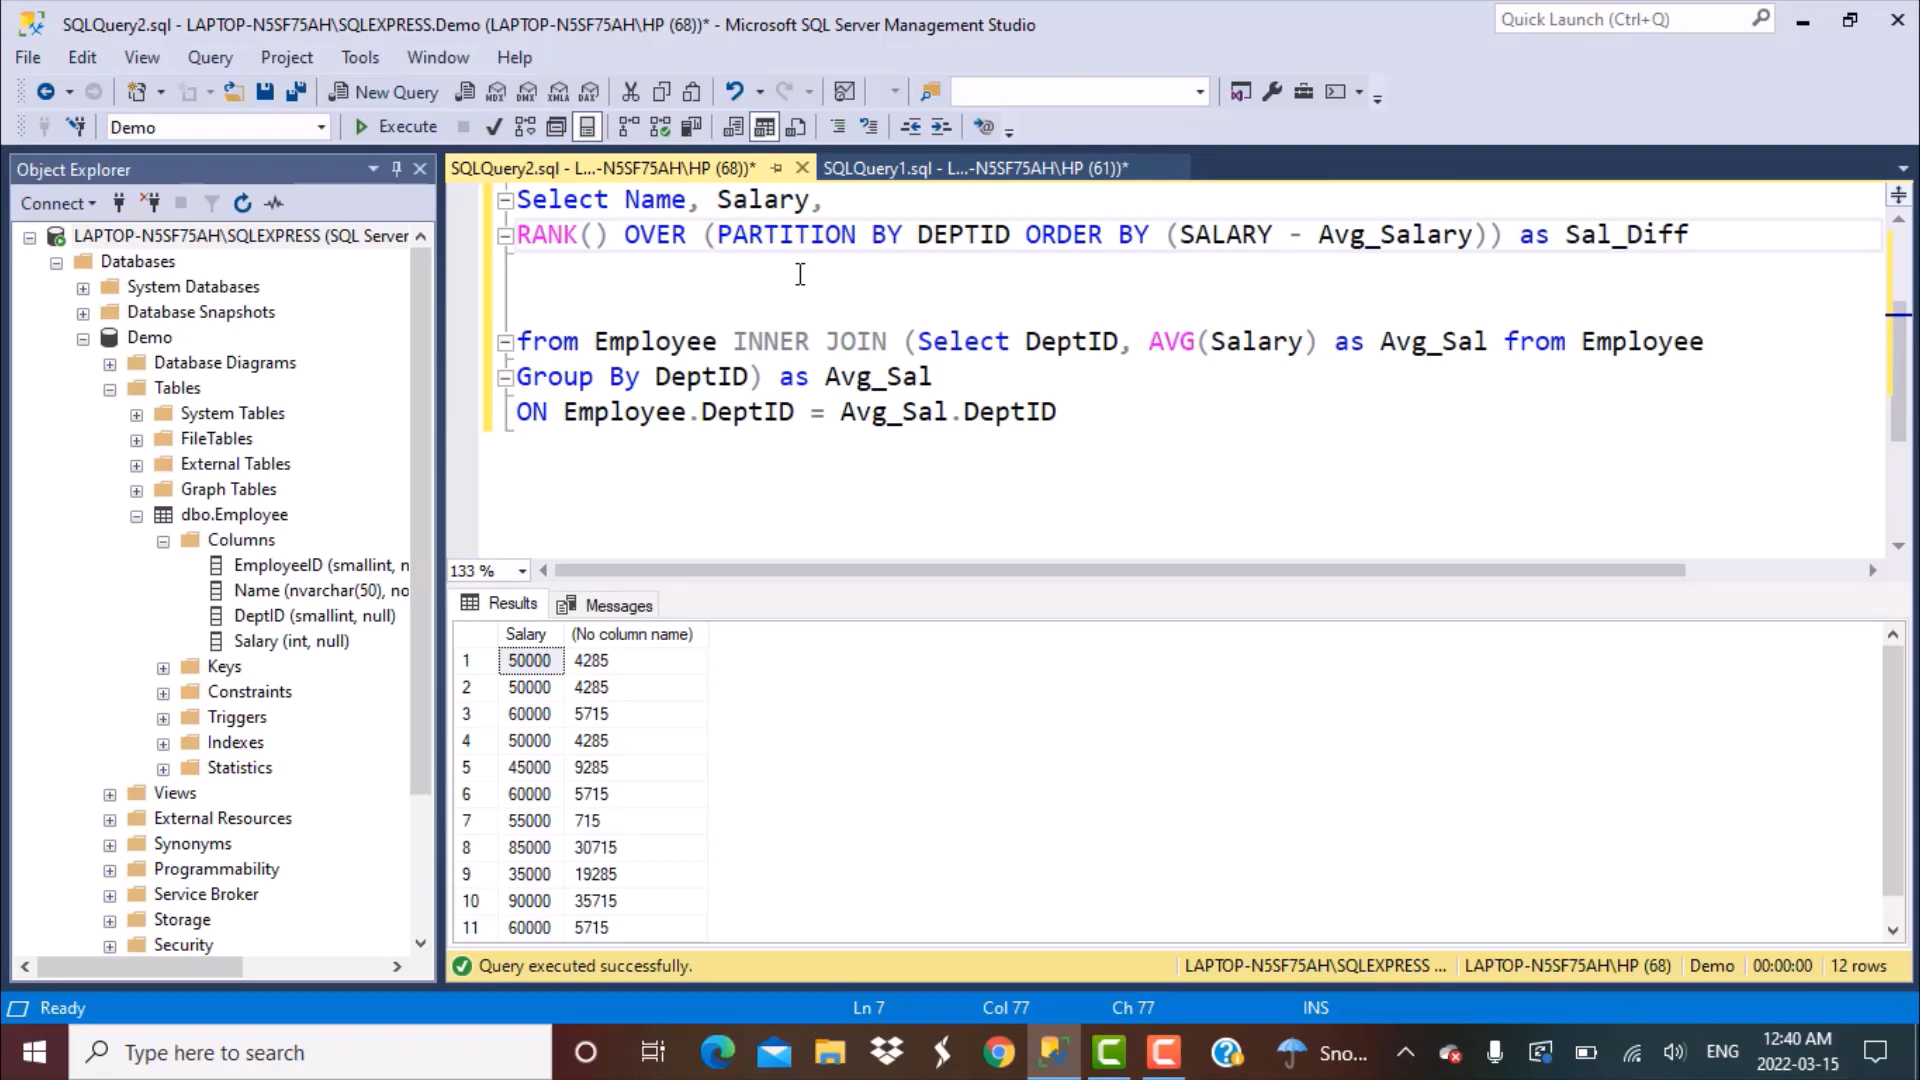 SQLQuery2.sql - LAPTOP-N5SF75AH\SQLEXPRESS.Demo (LAPTOP-N5SF75AH\HP (68))* - Microsoft SQL Server Management Studio
Quick Launch (Ctrl+Q)
File Edit View Query Project Tools Window Help
New Query
MDX DMX XMLA DAX
Demo
Execute
Object Explorer
Connect
LAPTOP-N5SF75AH\SQLEXPRESS (SQL Server
Databases
System Databases
Database Snapshots
Demo
Database Diagrams
Tables
System Tables
FileTables
External Tables
Graph Tables
dbo.Employee
Columns
EmployeeID (smallint, n
Name (nvarchar(50), no
DeptID (smallint, null)
Salary (int, null)
Keys
Constraints
Triggers
Indexes
Statistics
Views
External Resources
Synonyms
Programmability
Service Broker
Storage
Security
SQLQuery2.sql - L...-N5SF75AH\HP (68))* SQLQuery1.sql - L...-N5SF75AH\HP (61))*
Select Name, Salary,
RANK() OVER (PARTITION BY DEPTID ORDER BY (SALARY - Avg_Salary)) as Sal_Diff
from Employee INNER JOIN (Select DeptID, AVG(Salary) as Avg_Sal from Employee
Group By DeptID) as Avg_Sal
ON Employee.DeptID = Avg_Sal.DeptID
133 %
Results Messages
Salary (No column name)
1 50000 4285
2 50000 4285
3 60000 5715
4 50000 4285
5 45000 9285
6 60000 5715
7 55000 715
8 85000 30715
9 35000 19285
10 90000 35715
11 60000 5715
Query executed successfully. LAPTOP-N5SF75AH\SQLEXPRESS ... LAPTOP-N5SF75AH\HP (68) Demo 00:00:00 12 rows
Ready Ln 7 Col 77 Ch 77 INS
Type here to search
Sno... ENG
12:40 AM
2022-03-15